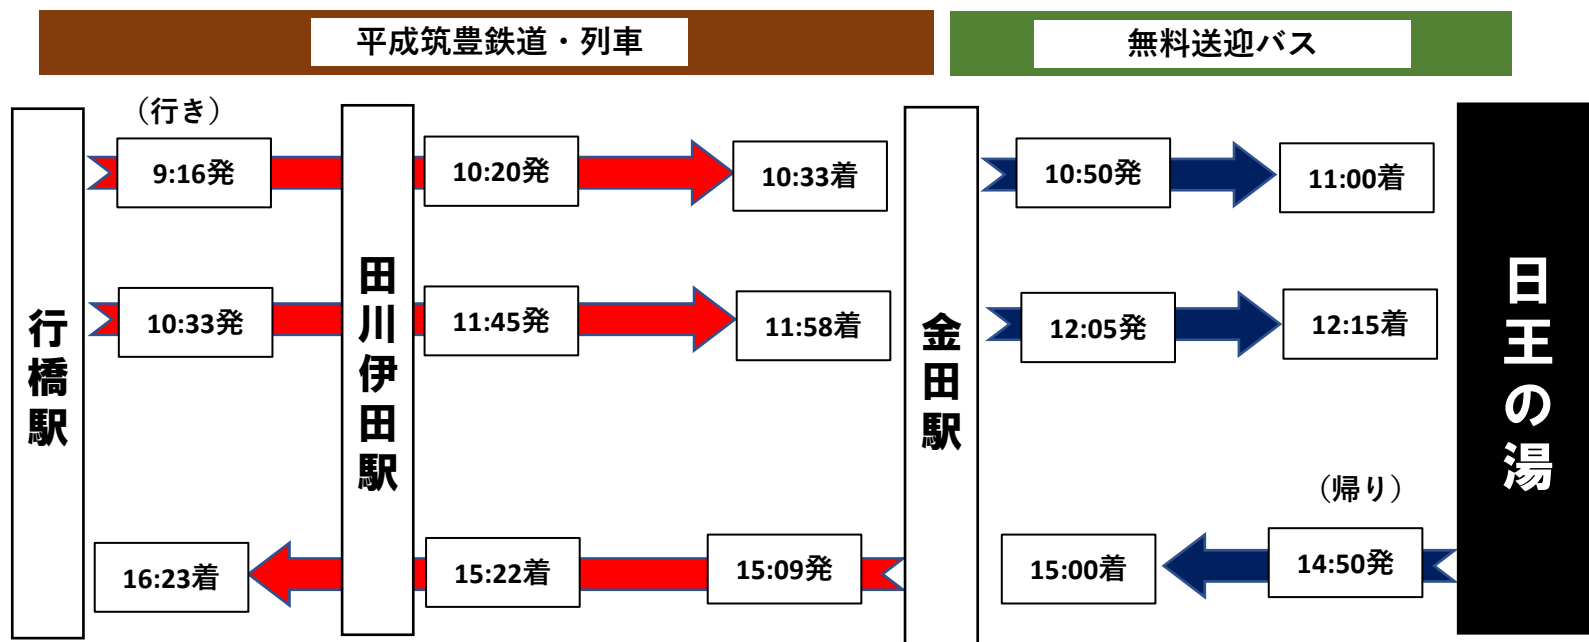 平成筑豊鉄道・列車
無料送迎バス
（行き）
9:16発
10:20発
10:33着
10:50発
11:00着
10:33発
11:45発
11:58着
12:05発
12:15着
行橋駅
田川伊田駅
金田駅
日王の湯
（帰り）
16:23着
15:22着
15:09発
15:00着
14:50発